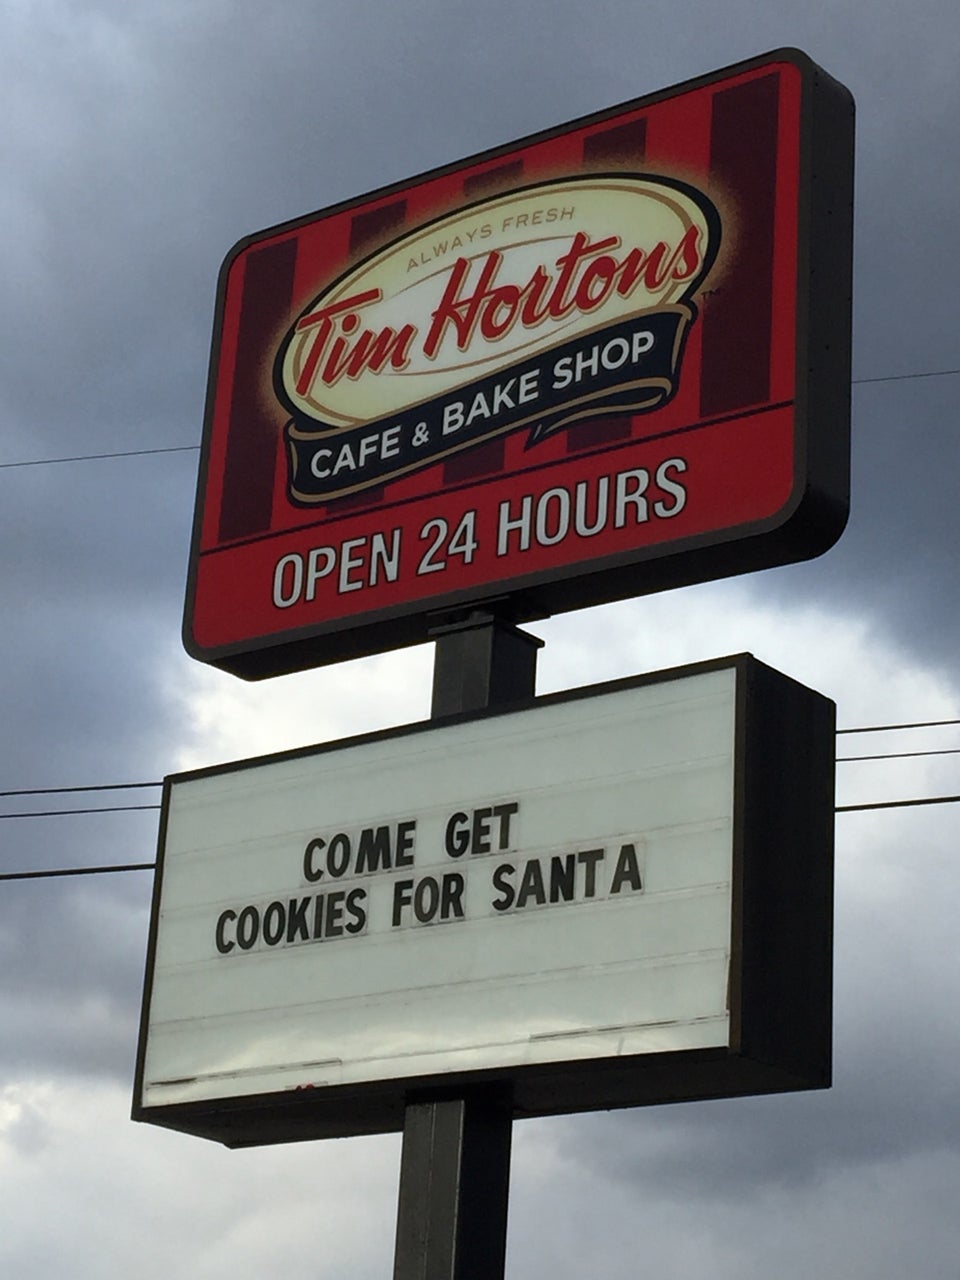 ALWAYS FRESH
Tim Hortons
TM
CAFE & BAKE SHOP
OPEN 24 HOURS
COME GET
COOKIES FOR SANTA